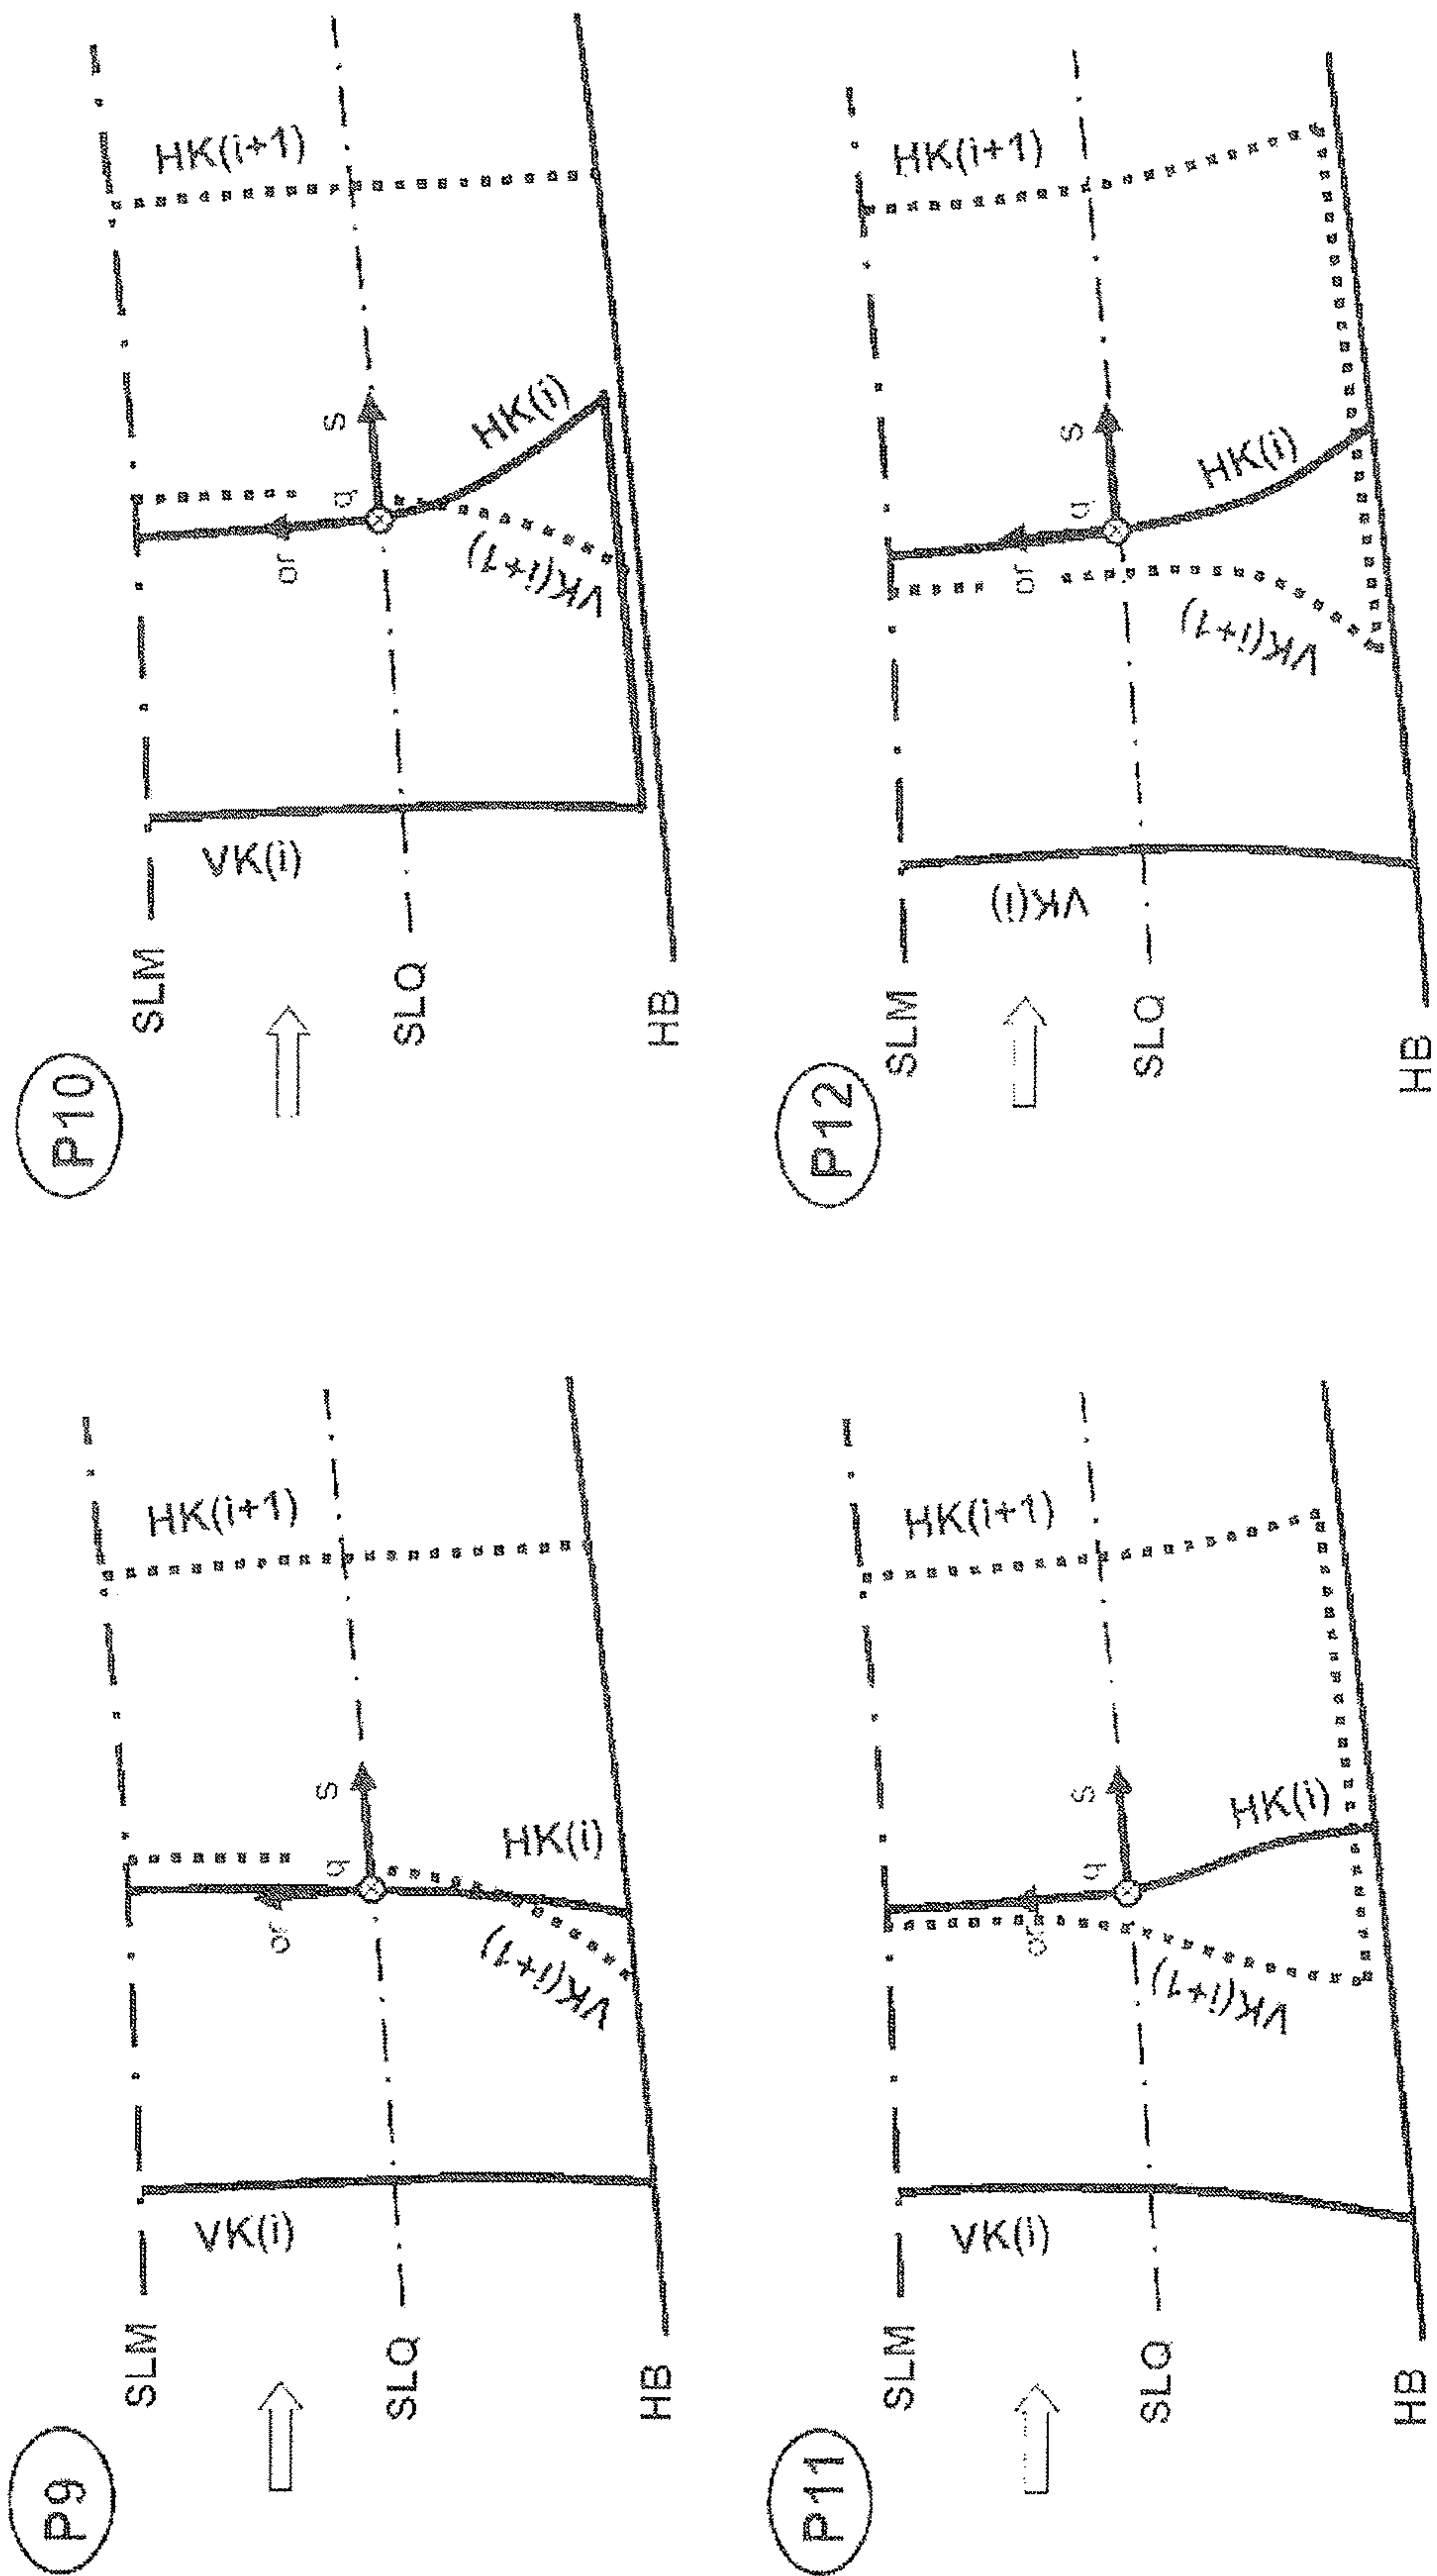 P9
SLM
SLQ
HB
VK(i)
or
q
s
HK(i)
VK(i+1)
HK(i+1)
P10
SLM
SLQ
HB
VK(i)
or
q
s
HK(i)
VK(i+1)
HK(i+1)
P11
SLM
SLQ
HB
VK(i)
or
q
s
HK(i)
VK(i+1)
HK(i+1)
P12
SLM
SLQ
HB
VK(i)
or
q
s
HK(i)
VK(i+1)
HK(i+1)